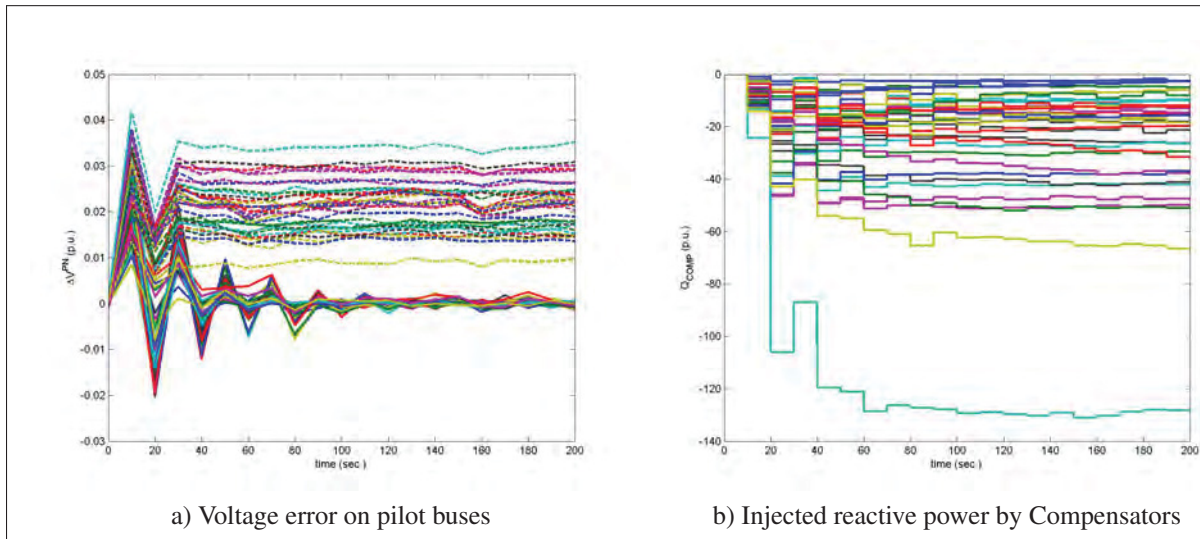 0.05
0.04
0.03
0.02
0.01
0
-0.01
-0.02
-0.03
ΔV^PN (p.u.)
0 20 40 60 80 100 120 140 160 180 200
time (sec.)
a) Voltage error on pilot buses
0
-20
-40
-60
-80
-100
-120
-140
Q_COMP (p.u.)
0 20 40 60 80 100 120 140 160 180 200
time (sec.)
b) Injected reactive power by Compensators